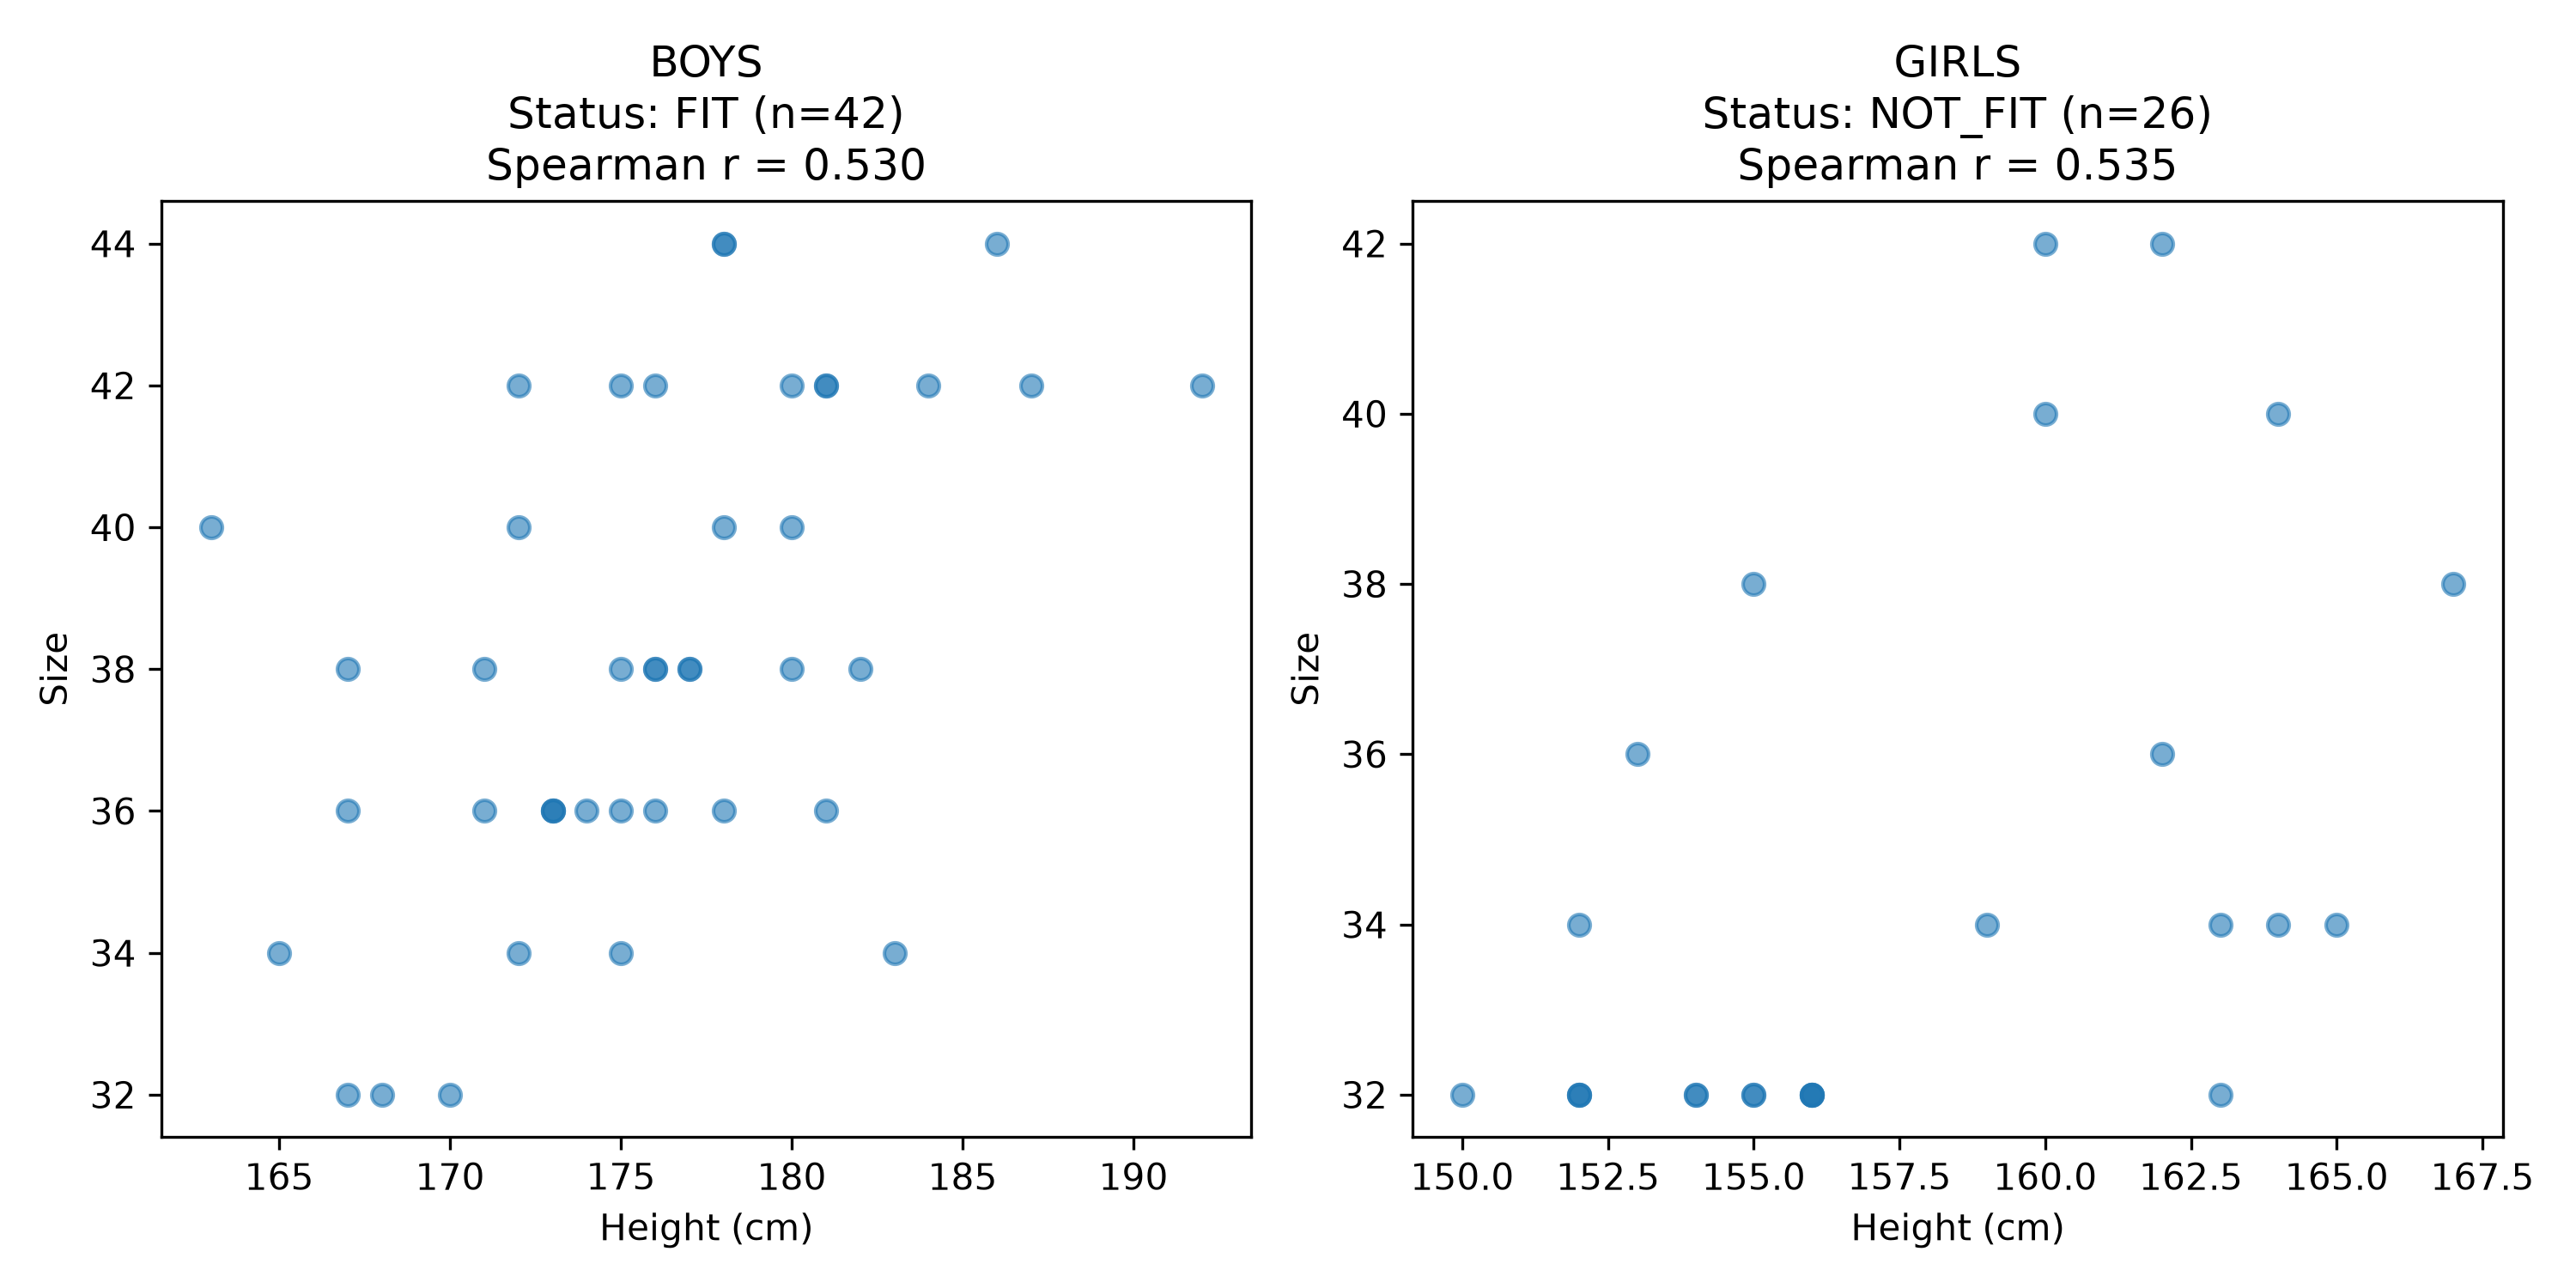 BOYS
Status: FIT (n=42)
Spearman r = 0.530
44
42
40
38
36
34
32
Size
165 170 175 180 185 190
Height (cm)
GIRLS
Status: NOT_FIT (n=26)
Spearman r = 0.535
42
40
38
36
34
32
Size
150.0 152.5 155.0 157.5 160.0 162.5 165.0 167.5
Height (cm)